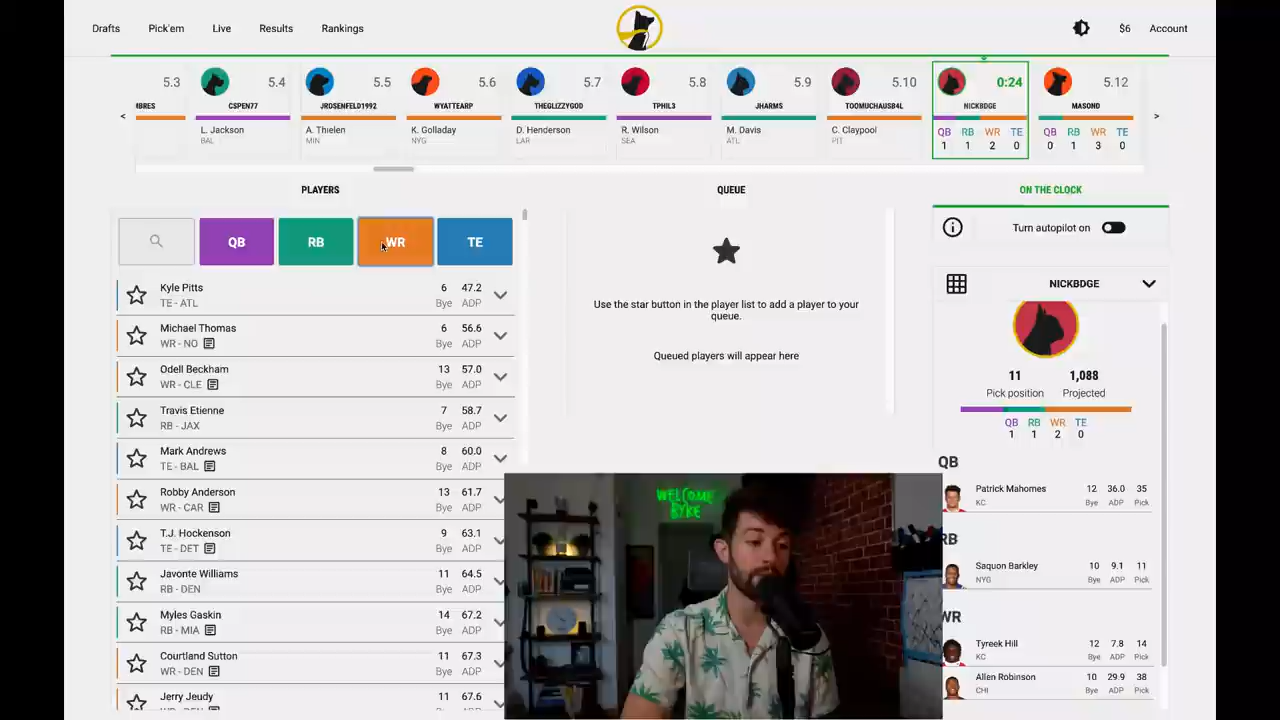 Drafts Pick'em Live Results Rankings $6 Account
5.3 5.4 5.5 5.6 5.7 5.8 5.9 5.10 0:24 5.12
CSPEN77 JROSENFELD1992 WYATTEARP THEGLIZZYGOD TPHIL3 JHARMS TOOMUCHAUSB4L NICKBDGE MASOND
< L. Jackson A. Thielen K. Golladay D. Henderson R. Wilson M. Davis C. Claypool QB RB WR TE QB RB WR TE >
BAL MIN NYG LAR SEA ATL PIT 1 1 2 0 0 1 3 2
PLAYERS QUEUE ON THE CLOCK
QB RB WR TE
Turn autopilot on
Kyle Pitts 6 47.2
TE - ATL Bye ADP
Michael Thomas 6 56.6
WR - NO Bye ADP
Odell Beckham 13 57.0
WR - CLE Bye ADP
Travis Etienne 7 58.7
RB - JAX Bye ADP
Mark Andrews 8 60.0
TE - BAL Bye ADP
Robby Anderson 13 61.7
WR - CAR Bye ADP
T.J. Hockenson 9 63.1
TE - DET Bye ADP
Javonte Williams 11 64.5
RB - DEN Bye ADP
Myles Gaskin 14 67.2
RB - MIA Bye ADP
Courtland Sutton 11 67.3
WR - DEN Bye ADP
Jerry Jeudy 11 67.6
Use the star button in the player list to add a player to your
queue.
Queued players will appear here
WELCOME
BYKE
NICKBDGE
11 1,088
Pick position Projected
QB RB WR TE
1 1 2 0
QB
Patrick Mahomes 12 36.0 35
KC Bye ADP Pick
RB
Saquon Barkley 10 9.1 11
NYG Bye ADP Pick
WR
Tyreek Hill 12 7.8 14
KC Bye ADP Pick
Allen Robinson 10 29.9 38
CHI Bye ADP Pick